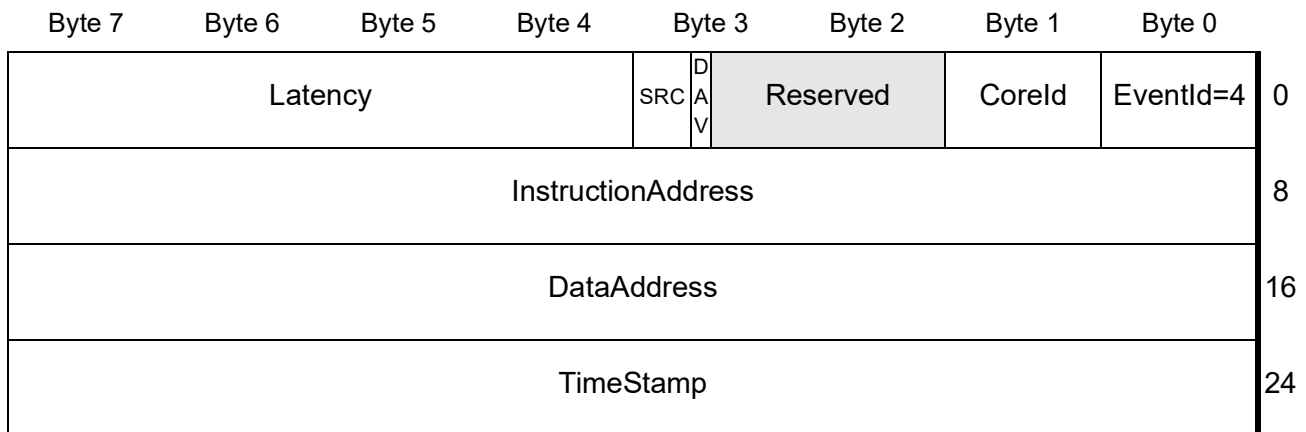 Byte 7 Byte 6 Byte 5 Byte 4 Byte 3 Byte 2 Byte 1 Byte 0
Latency SRC DAV Reserved CoreId EventId=4 0
InstructionAddress 8
DataAddress 16
TimeStamp 24